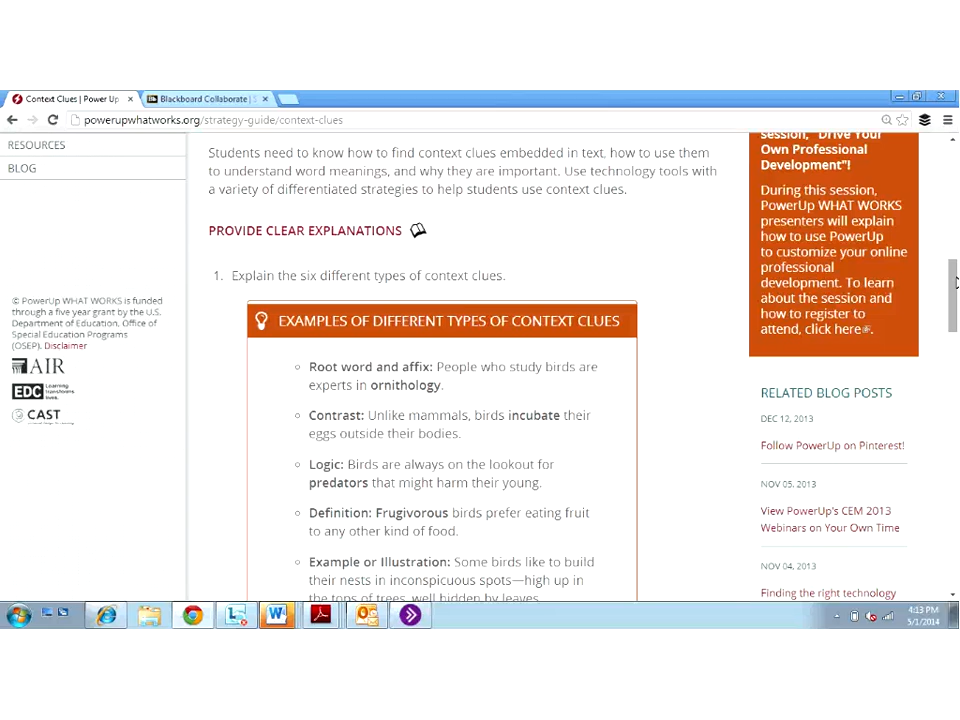 Context Clues | Power Up
Blackboard Collaborate |
powerupwhatworks.org/strategy-guide/context-clues
RESOURCES
BLOG
© PowerUp WHAT WORKS is funded
through a five year grant by the U.S.
Department of Education, Office of
Special Education Programs
(OSEP). Disclaimer
AIR
EDC Learning transforms lives.
CAST
Students need to know how to find context clues embedded in text, how to use them
to understand word meanings, and why they are important. Use technology tools with
a variety of differentiated strategies to help students use context clues.
PROVIDE CLEAR EXPLANATIONS
1. Explain the six different types of context clues.
EXAMPLES OF DIFFERENT TYPES OF CONTEXT CLUES
Root word and affix: People who study birds are
experts in ornithology.
Contrast: Unlike mammals, birds incubate their
eggs outside their bodies.
Logic: Birds are always on the lookout for
predators that might harm their young.
Definition: Frugivorous birds prefer eating fruit
to any other kind of food.
Example or Illustration: Some birds like to build
their nests in inconspicuous spots—high up in
the tops of trees, well hidden by leaves.
session, "Drive Your
Own Professional
Development"!
During this session,
PowerUp WHAT WORKS
presenters will explain
how to use PowerUp
to customize your online
professional
development. To learn
about the session and
how to register to
attend, click here.
RELATED BLOG POSTS
DEC 12, 2013
Follow PowerUp on Pinterest!
NOV 05, 2013
View PowerUp's CEM 2013
Webinars on Your Own Time
NOV 04, 2013
Finding the right technology
4:13 PM
5/1/2014